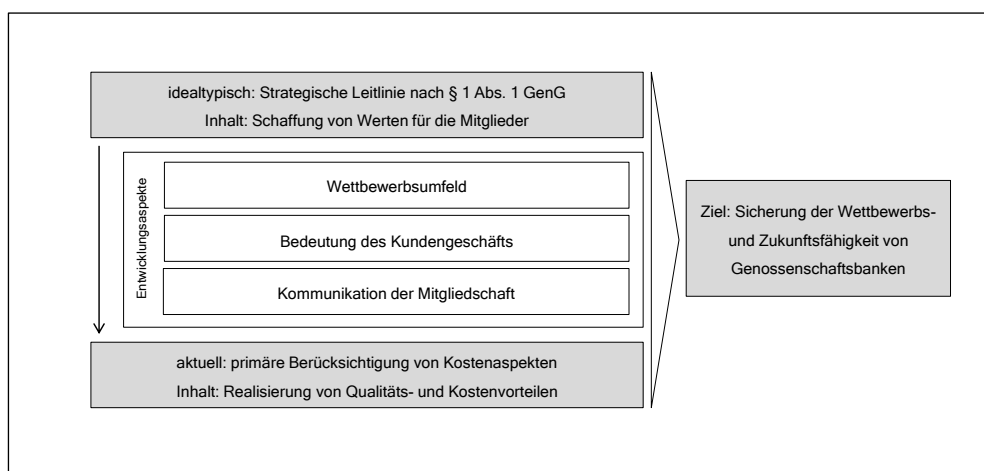 idealtypisch: Strategische Leitlinie nach § 1 Abs. 1 GenG
Inhalt: Schaffung von Werten für die Mitglieder
Entwicklungsaspekte
Wettbewerbsumfeld
Bedeutung des Kundengeschäfts
Kommunikation der Mitgliedschaft
aktuell: primäre Berücksichtigung von Kostenaspekten
Inhalt: Realisierung von Qualitäts- und Kostenvorteilen
Ziel: Sicherung der Wettbewerbs-
und Zukunftsfähigkeit von
Genossenschaftsbanken